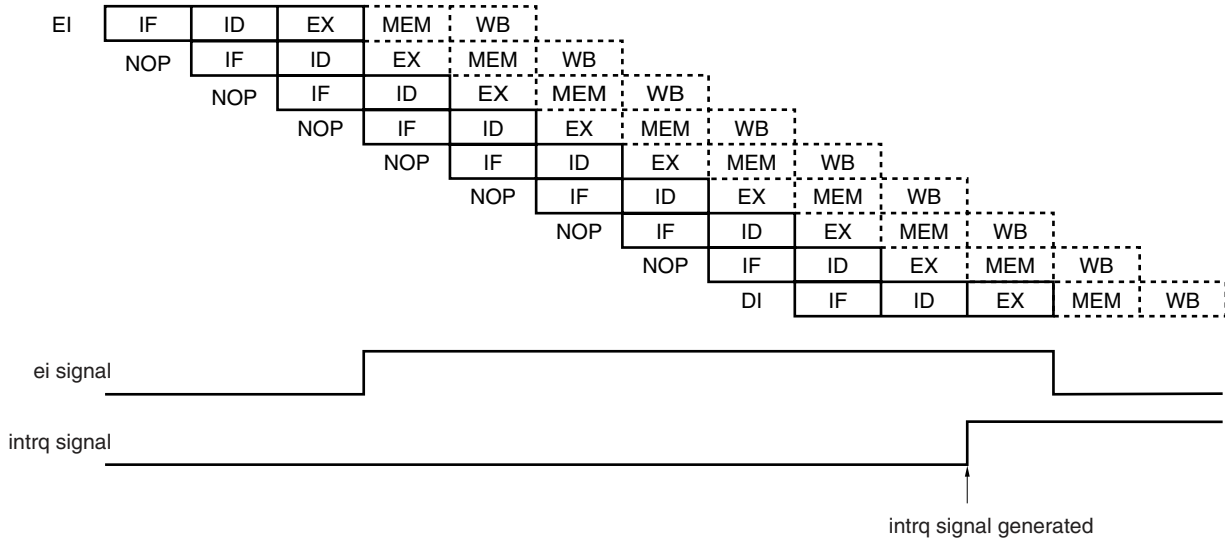 EI IF ID EX MEM WB
NOP IF ID EX MEM WB
NOP IF ID EX MEM WB
NOP IF ID EX MEM WB
NOP IF ID EX MEM WB
NOP IF ID EX MEM WB
NOP IF ID EX MEM WB
NOP IF ID EX MEM WB
DI IF ID EX MEM WB
ei signal
intrq signal
intrq signal generated